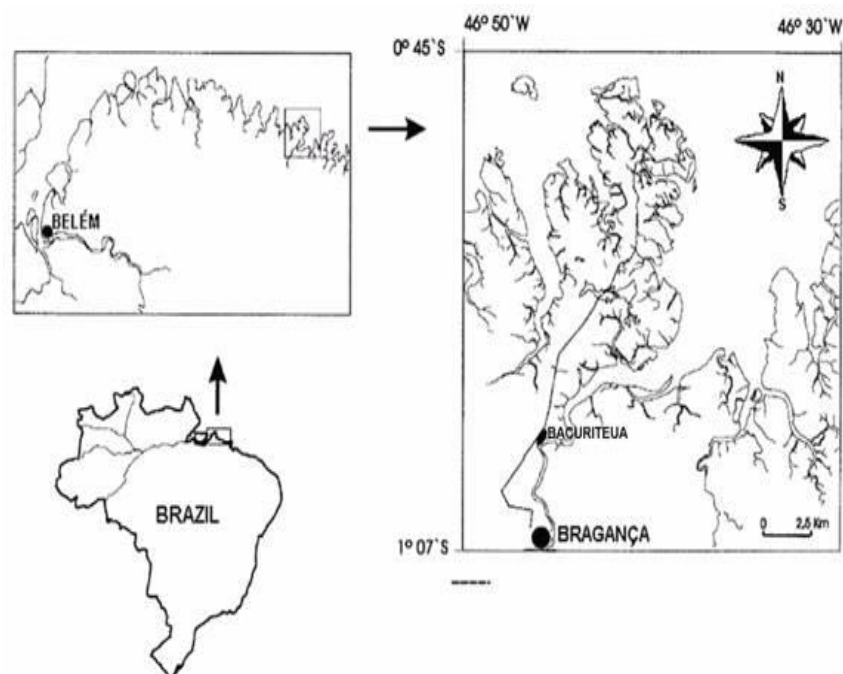 46° 50`W
46° 30`W
0° 45`S
N
S
BELÉM
BACURITEUA
BRAZIL
BRAGANÇA
0 2,5 Km
1° 07`S